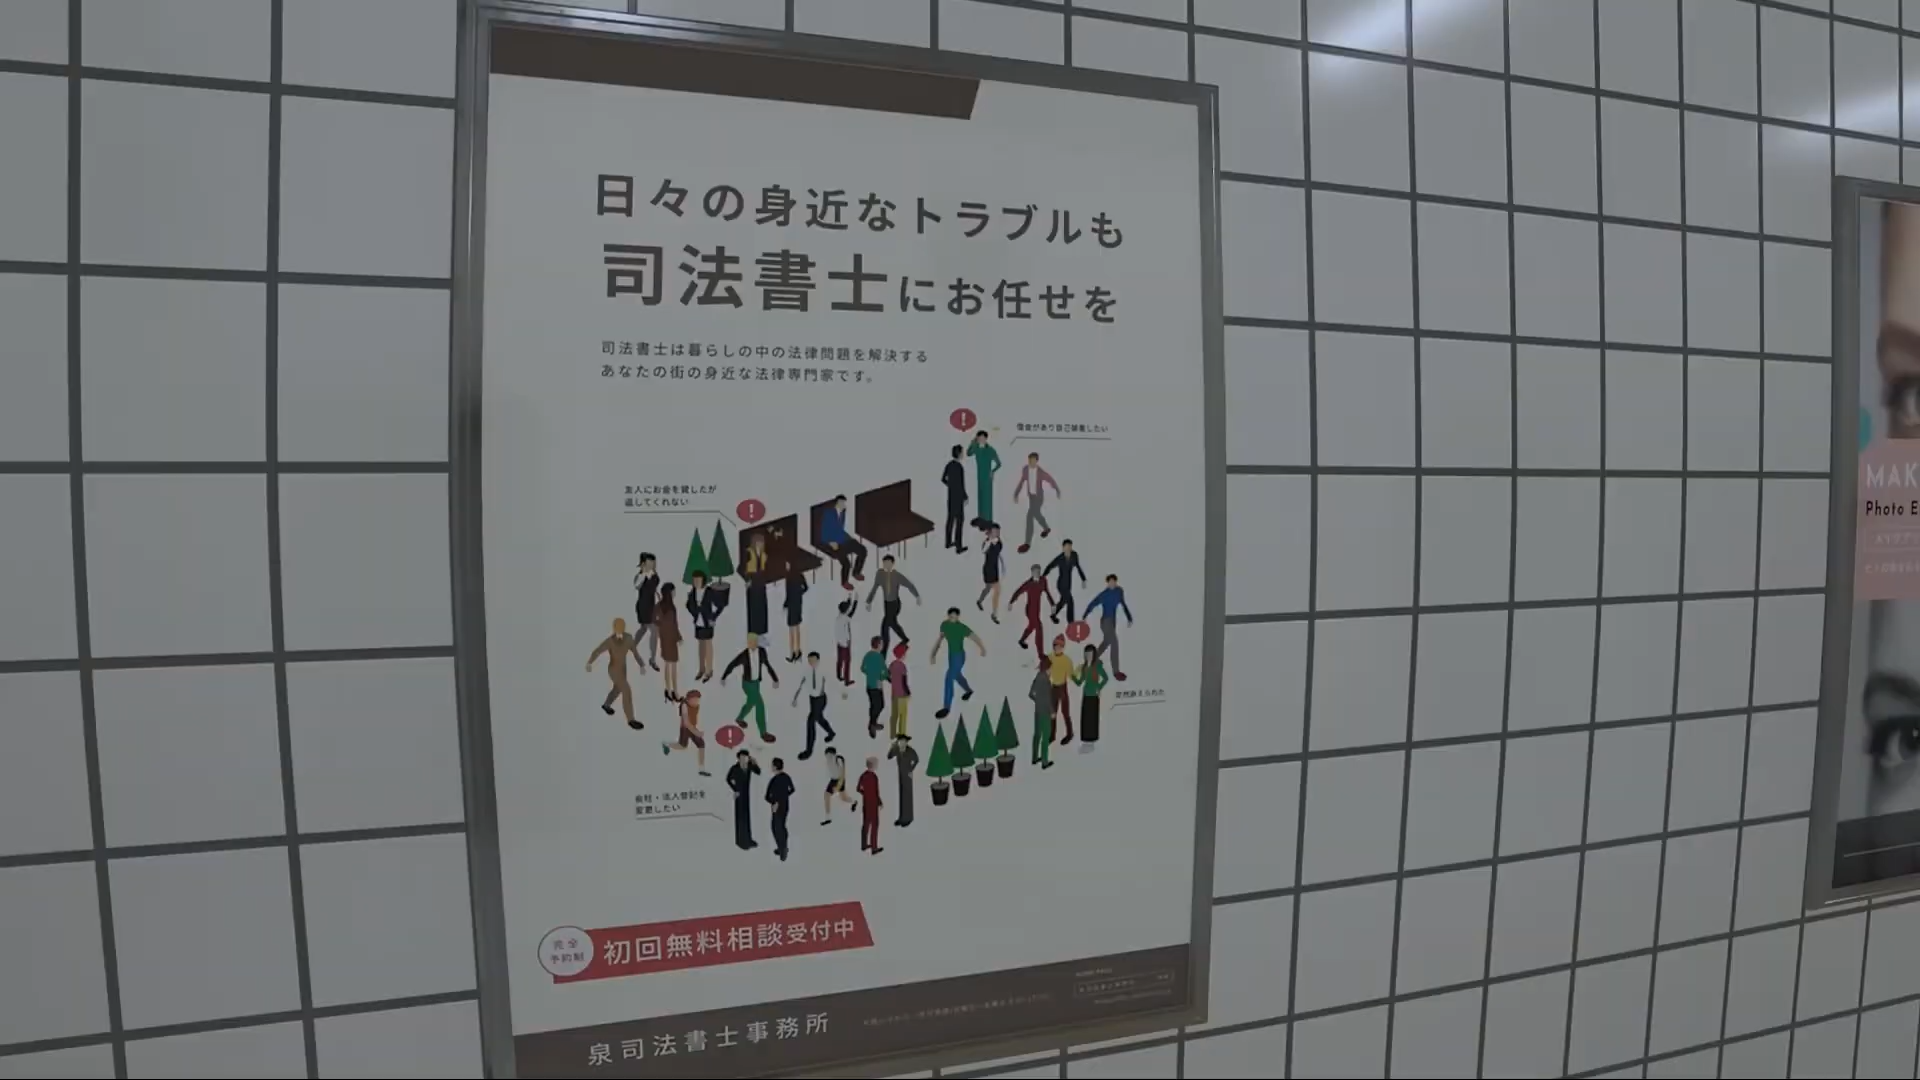 日々の身近なトラブルも
司法書士にお任せを
司法書士は暮らしの中の法律問題を解決する
あなたの街の身近な法律専門家です。
借金があり自己破産したい
友人にお金を貸したが
返してくれない
突然訴えられた
会社・法人登記を
変更したい
完全
予約制
初回無料相談受付中
泉司法書士事務所
MAK
Photo E